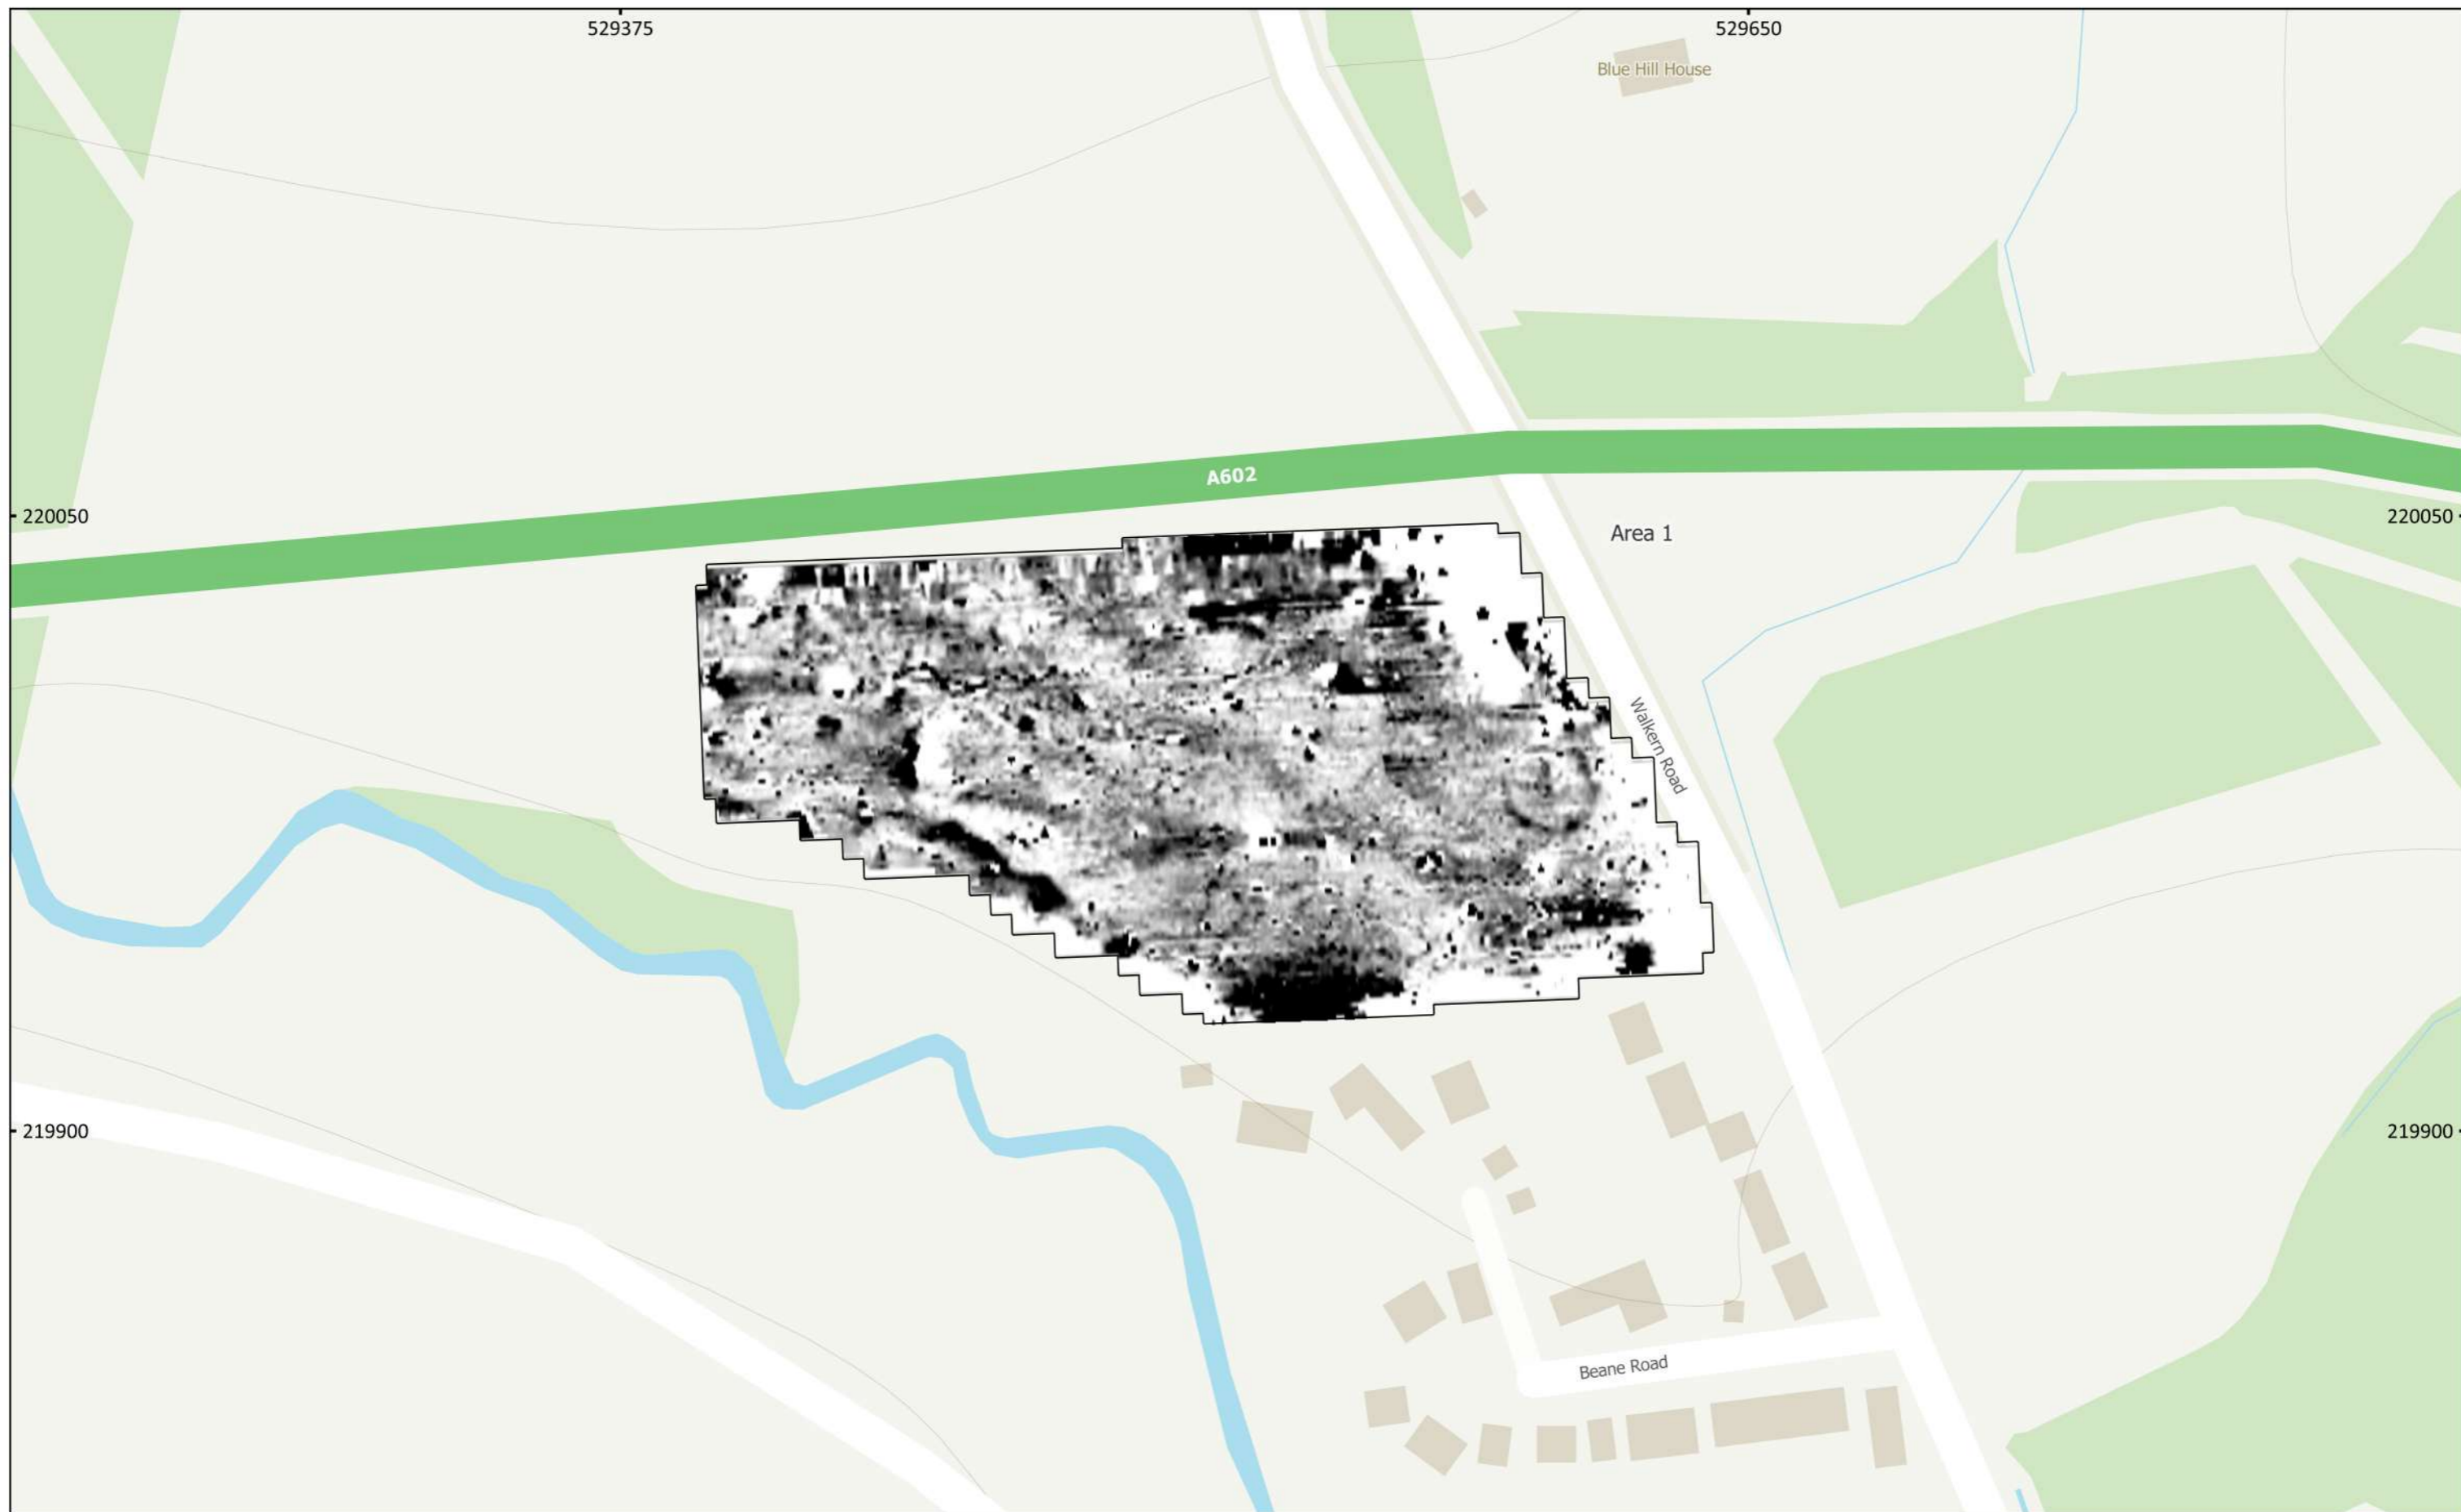 529375
529650
Blue Hill House
A602
220050
220050
Area 1
Walkern Road
219900
219900
Beane Road